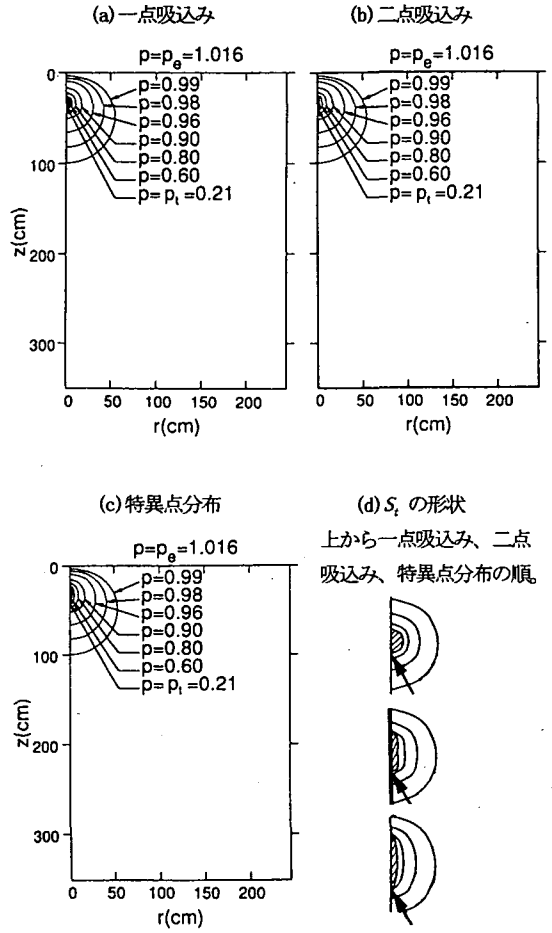 (a) 一点吸込み
p=pe=1.016
0
100
200
300
z(cm)
p=0.99
p=0.98
p=0.96
p=0.90
p=0.80
p=0.60
p= pt =0.21
0 50 100 150 200
r(cm)
(b) 二点吸込み
p=pe=1.016
0
100
200
300
p=0.99
p=0.98
p=0.96
p=0.90
p=0.80
p=0.60
p= pt =0.21
0 50 100 150 200
r(cm)
(c) 特異点分布
p=pe=1.016
0
100
200
300
z(cm)
p=0.99
p=0.98
p=0.96
p=0.90
p=0.80
p=0.60
p= pt =0.21
0 50 100 150 200
r(cm)
(d) St の形状
上から一点吸込み、二点
吸込み、特異点分布の順。